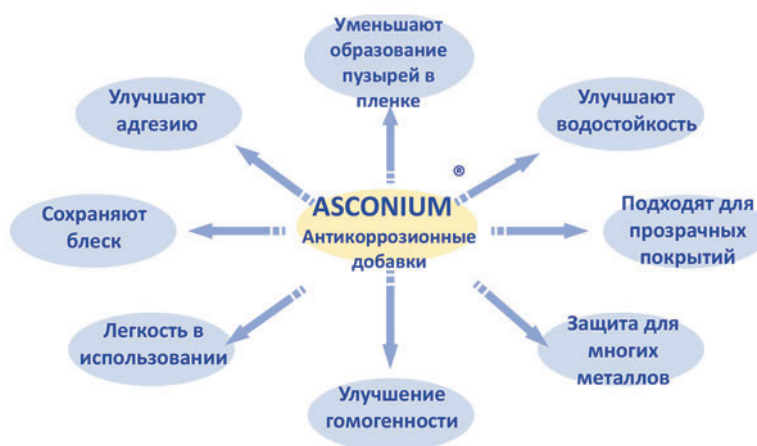 Уменьшают
образование
пузырей в
пленке
Улучшают
адгезию
Улучшают
водостойкость
®
ASCONIUM
Антикоррозионные
добавки
Сохраняют
блеск
Подходят для
прозрачных
покрытий
Легкость в
использовании
Защита для
многих
металлов
Улучшение
гомогенности